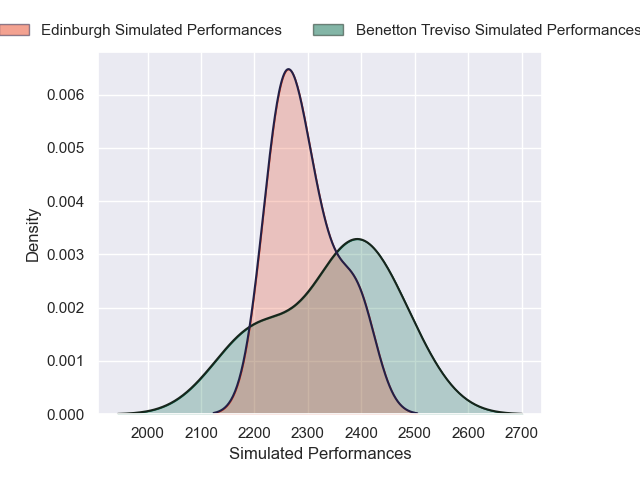 Edinburgh Simulated Performances Benetton Treviso Simulated Performances
0.006
0.005
0.004
0.003
0.002
0.001
0.000
Density
2000 2100 2200 2300 2400 2500 2600 2700
Simulated Performances